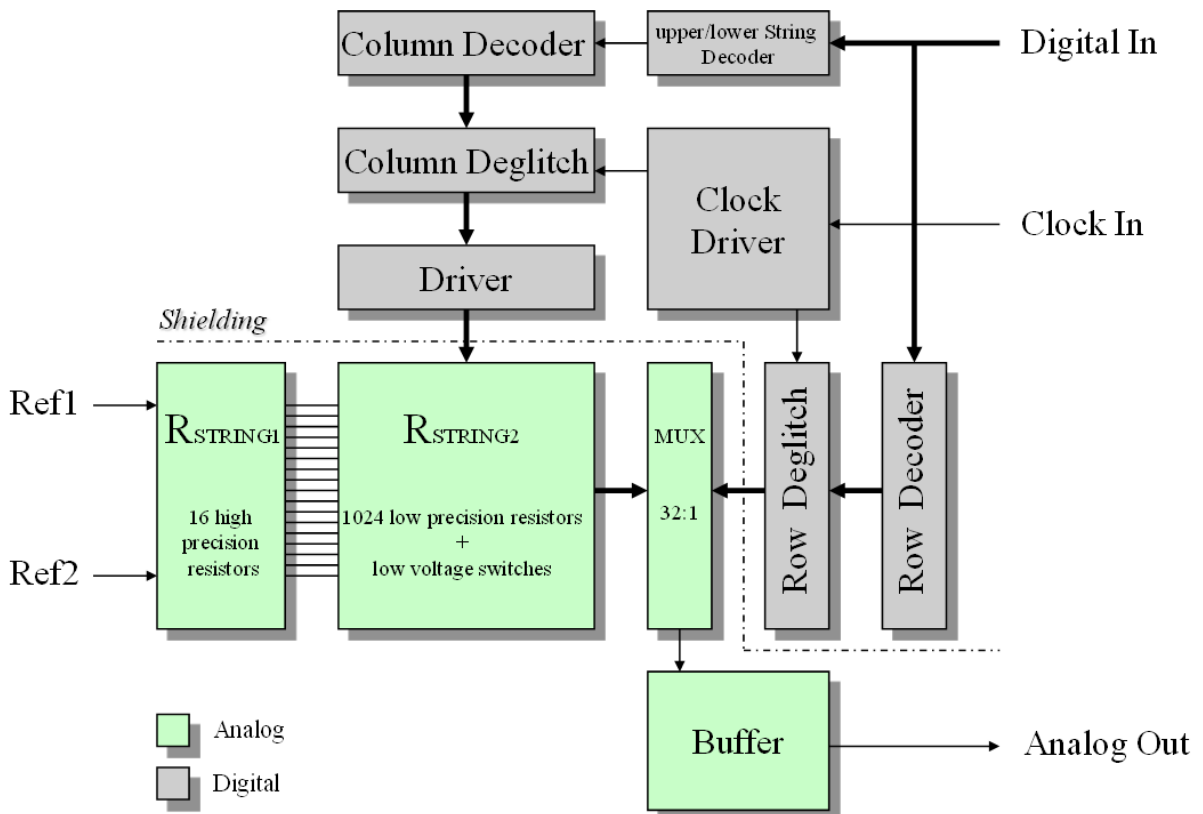 Column Decoder
upper/lower String
Decoder
Digital In
Column Deglitch
Clock
Driver
Clock In
Driver
Shielding
Ref1
Ref2
RSTRING1
16 high
precision
resistors
RSTRING2
1024 low precision resistors
+
low voltage switches
MUX
32:1
Row Deglitch
Row Decoder
Buffer
Analog Out
Analog
Digital